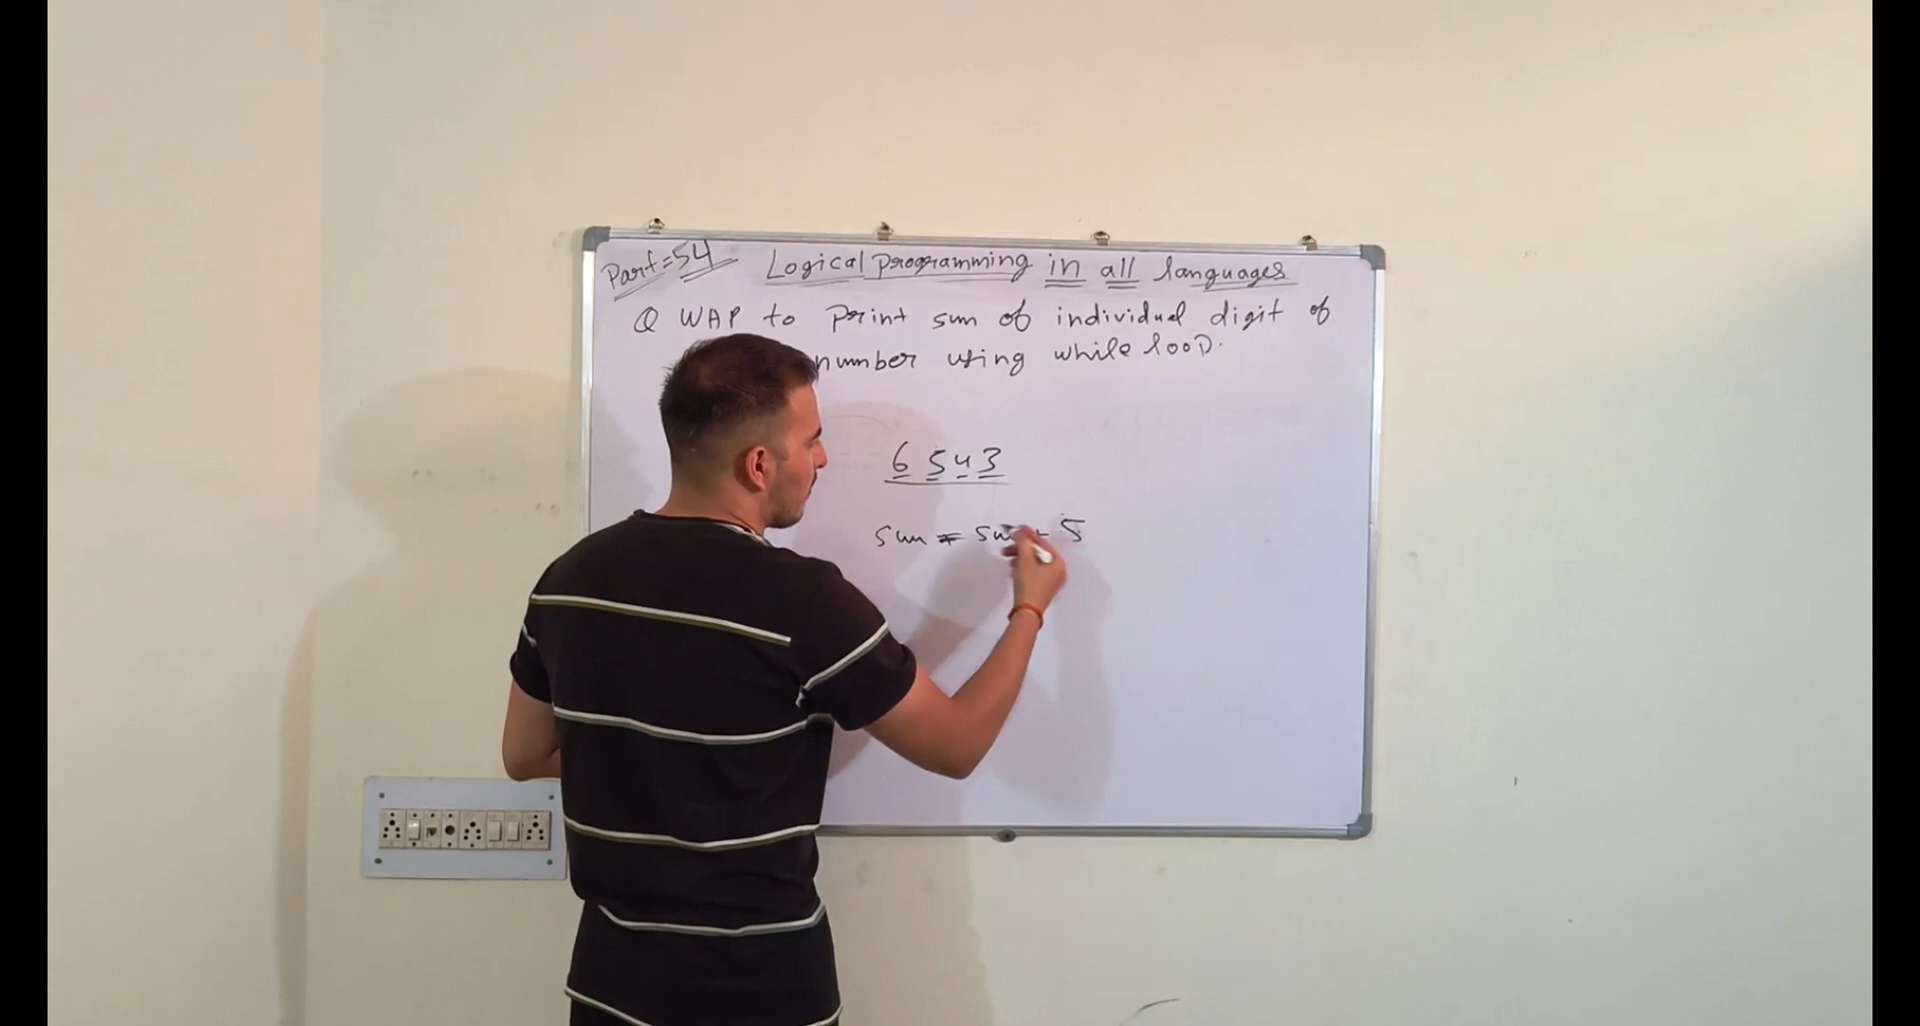 Part=54 Logical programming in all languages
Q WAP to print sum of individual digit of
number using while loop.
6543
sum = sum + 5